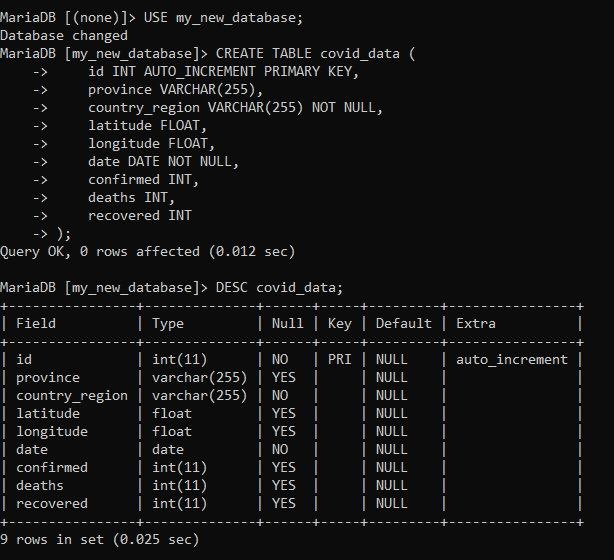 MariaDB [(none)]> USE my_new_database;
Database changed
MariaDB [my_new_database]> CREATE TABLE covid_data (
    ->     id INT AUTO_INCREMENT PRIMARY KEY,
    ->     province VARCHAR(255),
    ->     country_region VARCHAR(255) NOT NULL,
    ->     latitude FLOAT,
    ->     longitude FLOAT,
    ->     date DATE NOT NULL,
    ->     confirmed INT,
    ->     deaths INT,
    ->     recovered INT
    -> );
Query OK, 0 rows affected (0.012 sec)

MariaDB [my_new_database]> DESC covid_data;
+----------------+--------------+------+-----+---------+----------------+
| Field          | Type         | Null | Key | Default | Extra          |
+----------------+--------------+------+-----+---------+----------------+
| id             | int(11)      | NO   | PRI | NULL    | auto_increment |
| province       | varchar(255) | YES  |     | NULL    |                |
| country_region | varchar(255) | NO   |     | NULL    |                |
| latitude       | float        | YES  |     | NULL    |                |
| longitude      | float        | YES  |     | NULL    |                |
| date           | date         | NO   |     | NULL    |                |
| confirmed      | int(11)      | YES  |     | NULL    |                |
| deaths         | int(11)      | YES  |     | NULL    |                |
| recovered      | int(11)      | YES  |     | NULL    |                |
+----------------+--------------+------+-----+---------+----------------+
9 rows in set (0.025 sec)